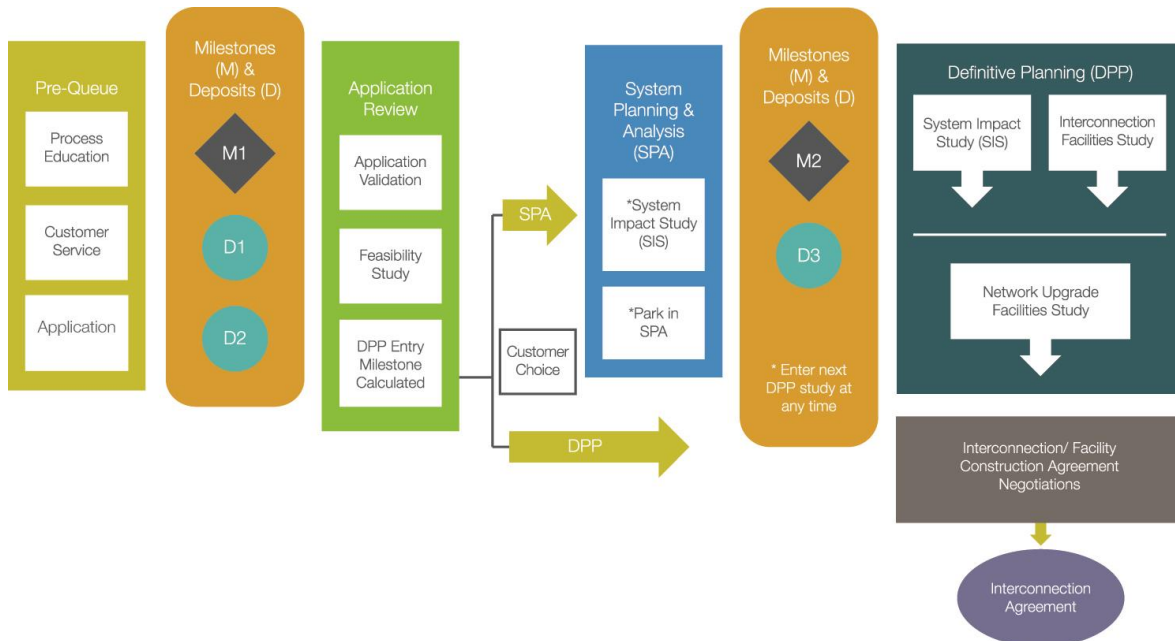 Pre-Queue
Process
Education
Customer
Service
Application
Milestones
(M) &
Deposits (D)
M1
D1
D2
Application
Review
Application
Validation
Feasibility
Study
DPP Entry
Milestone
Calculated
SPA
Customer
Choice
DPP
System
Planning &
Analysis
(SPA)
*System
Impact Study
(SIS)
*Park in
SPA
Milestones
(M) &
Deposits (D)
M2
D3
* Enter next
DPP study at
any time
Definitive Planning (DPP)
System Impact
Study (SIS)
Interconnection
Facilities Study
Network Upgrade
Facilities Study
Interconnection/ Facility
Construction Agreement
Negotiations
Interconnection
Agreement